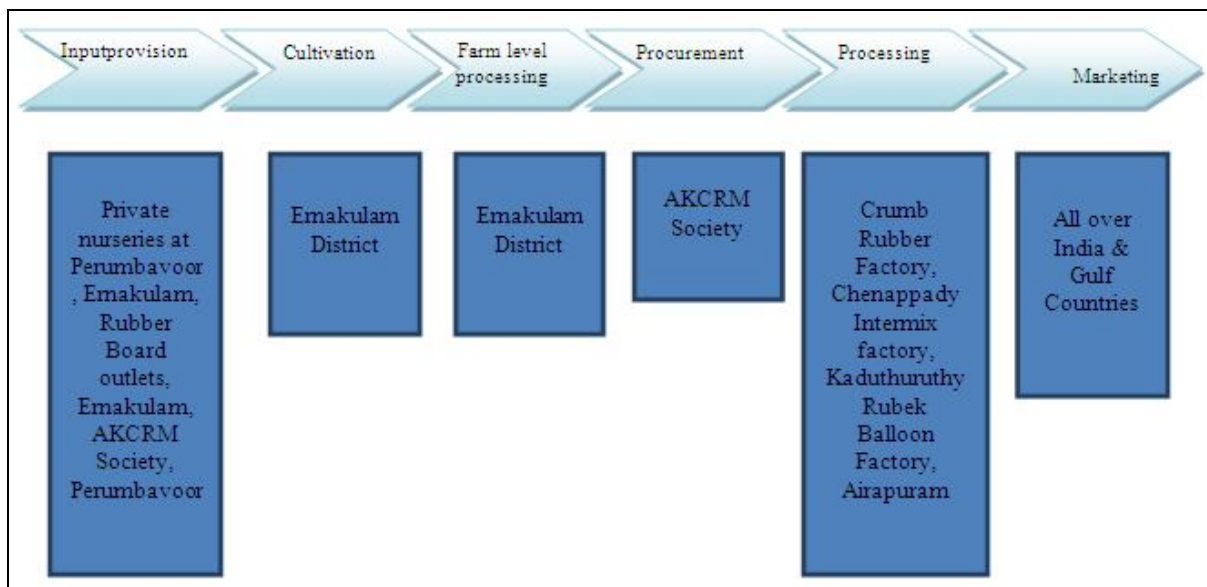 Inputprovision
Cultivation
Farm level
processing
Procurement
Processing
Marketing
Private
nurseries at
Perumbavoor
, Ernakulam,
Rubber
Board
outlets,
Ernakulam,
AKCRM
Society,
Perumbavoor
Ernakulam
District
Ernakulam
District
AKCRM
Society
Crumb
Rubber
Factory,
Chenappady
Intermix
factory,
Kaduthuruthy
Rubek
Balloon
Factory,
Airapuram
All over
India &
Gulf
Countries